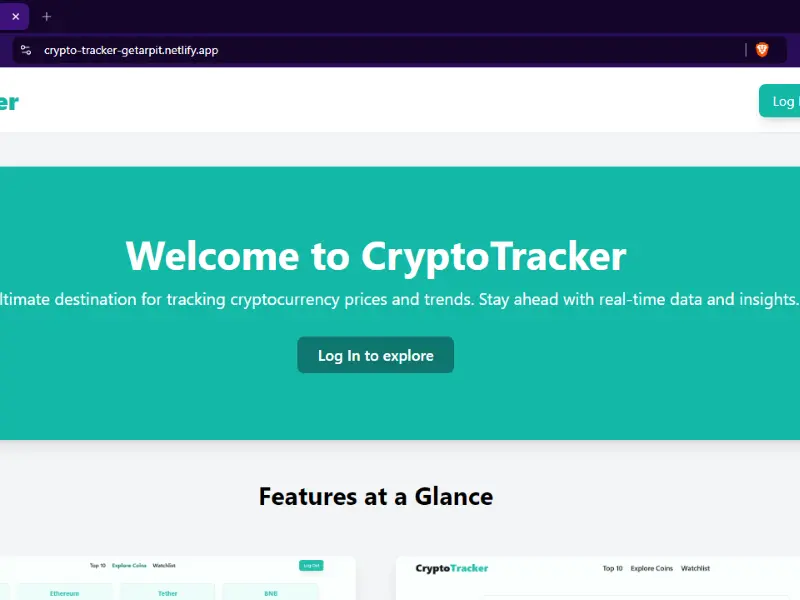 crypto-tracker-getarpit.netlify.app
er
Log
Welcome to CryptoTracker
ltimate destination for tracking cryptocurrency prices and trends. Stay ahead with real-time data and insights.
Log In to explore
Features at a Glance
Top 10 Explore Coins Watchlist Log Out
Ethereum Tether BNB
CryptoTracker Top 10 Explore Coins Watchlist